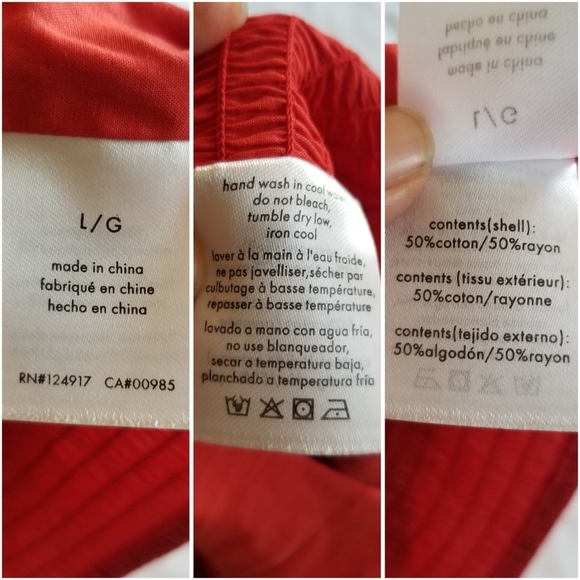 L/G
made in china
fabriqué en chine
hecho en china
RN#124917 CA#00985
hand wash in cool water,
do not bleach,
tumble dry low,
iron cool
laver à la main à l'eau froide,
ne pas javelliser,sécher par
culbutage à basse température,
repasser à basse température
lavado a mano con agua fría,
no use blanqueador,
secar a temperatura baja,
planchado a temperatura fría
hecho en china
fabriqué en chine
made in china
L/G
contents(shell):
50%cotton/50%rayon
contents (tissu extérieur):
50%coton/rayonne
contents(tejido externo):
50%algodón/50%rayon